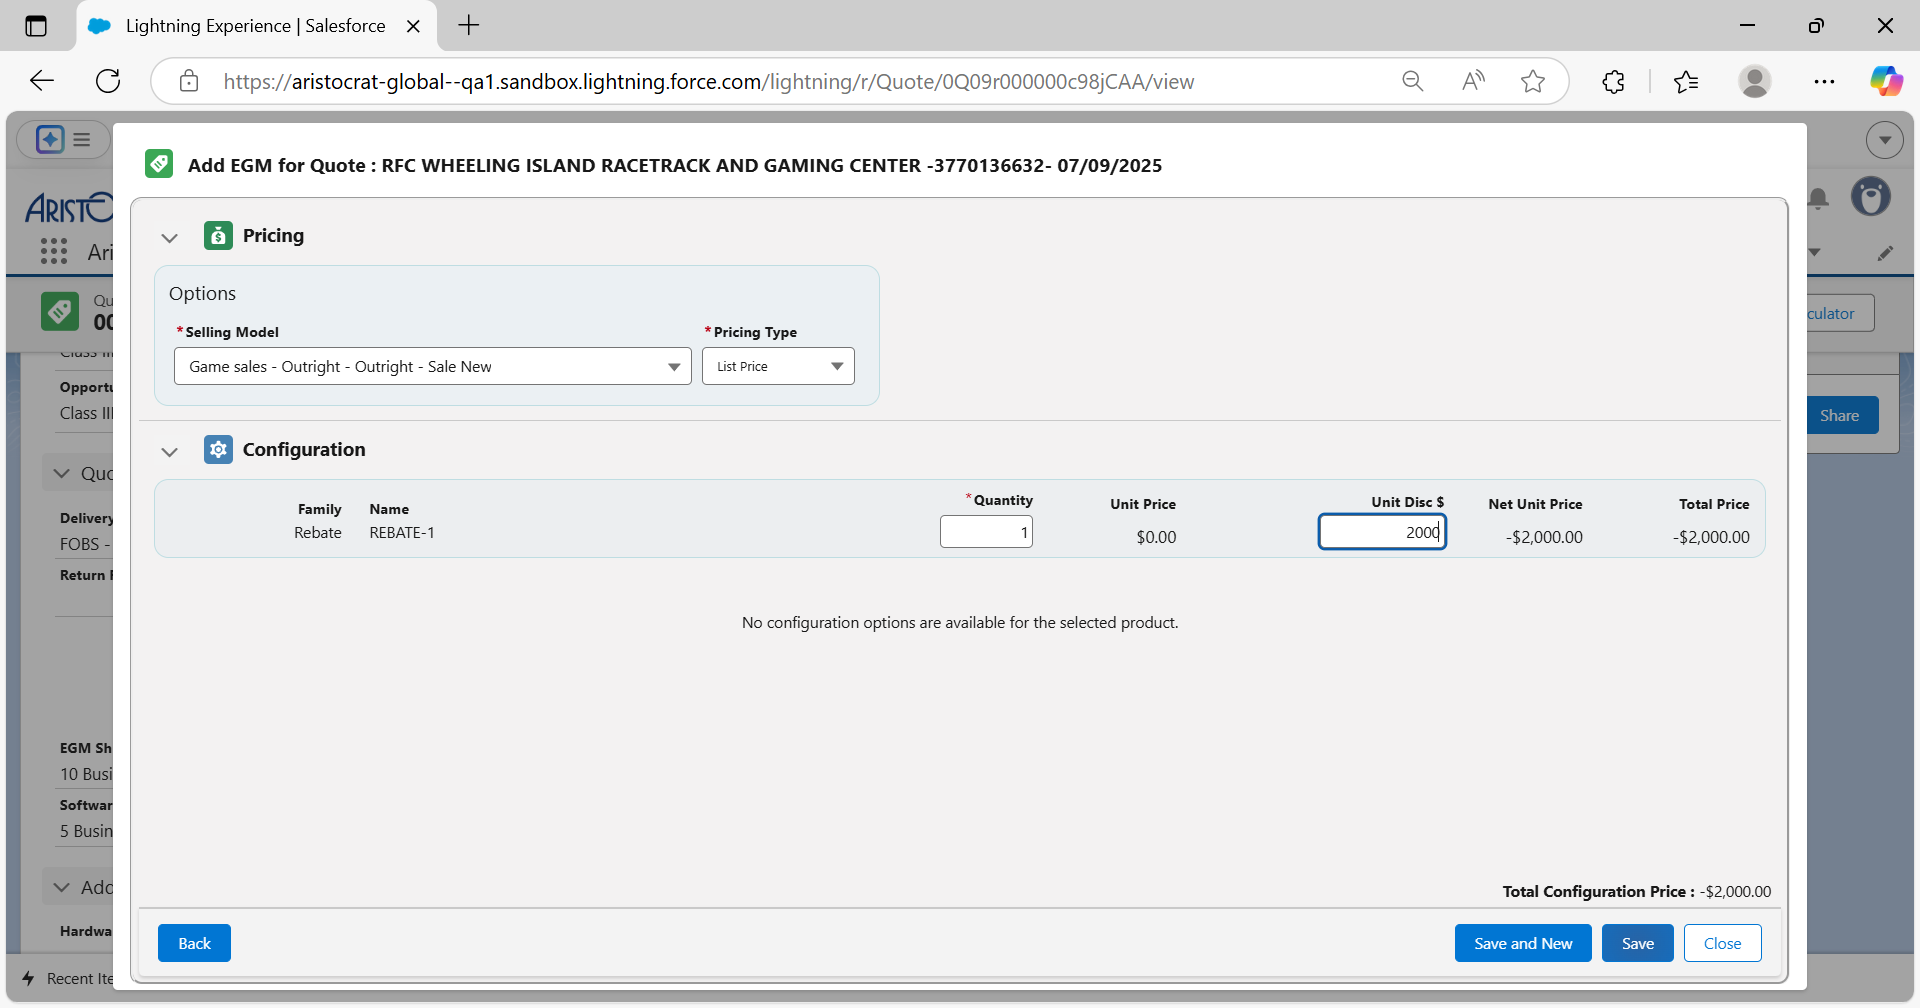 Lightning Experience | Salesforce
https://aristocrat-global--qa1.sandbox.lightning.force.com/lightning/r/Quote/0Q09r000000c98jCAA/view
Add EGM for Quote : RFC WHEELING ISLAND RACETRACK AND GAMING CENTER -3770136632- 07/09/2025
Pricing
Options
*Selling Model
*Pricing Type
Game sales - Outright - Outright - Sale New
List Price
Configuration
Family
Name
*Quantity
Unit Price
Unit Disc $
Net Unit Price
Total Price
Rebate
REBATE-1
1
$0.00
2000
-$2,000.00
-$2,000.00
No configuration options are available for the selected product.
Total Configuration Price : -$2,000.00
Back
Save and New
Save
Close
ARISTO
Ari
Qu
00
culator
Opportu
Class III
Share
Quo
Delivery
FOBS -
Return
EGM Sh
10 Busi
Softwar
5 Busin
Add
Hardwa
Recent Ite